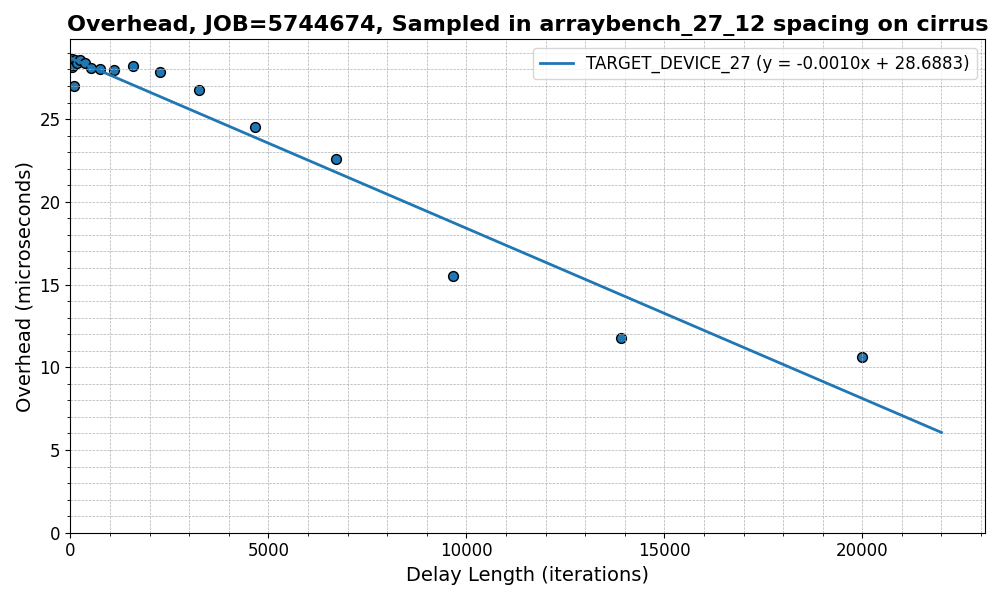 Overhead, JOB=5744674, Sampled in arraybench_27_12 spacing on cirrus
TARGET_DEVICE_27 (y = -0.0010x + 28.6883)
Overhead (microseconds)
25
20
15
10
5
0
0 5000 10000 15000 20000
Delay Length (iterations)